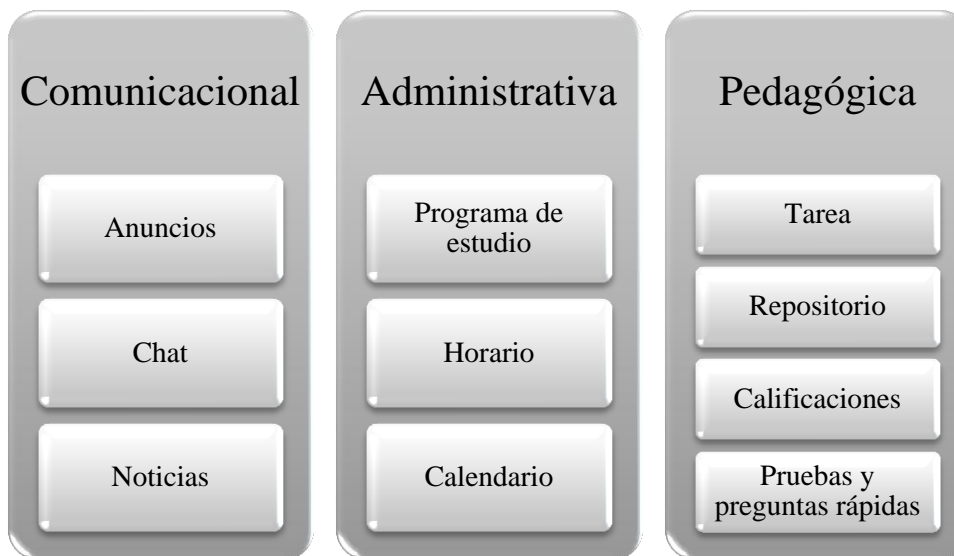 Comunicacional
Anuncios
Chat
Noticias
Administrativa
Programa de
estudio
Horario
Calendario
Pedagógica
Tarea
Repositorio
Calificaciones
Pruebas y
preguntas rápidas